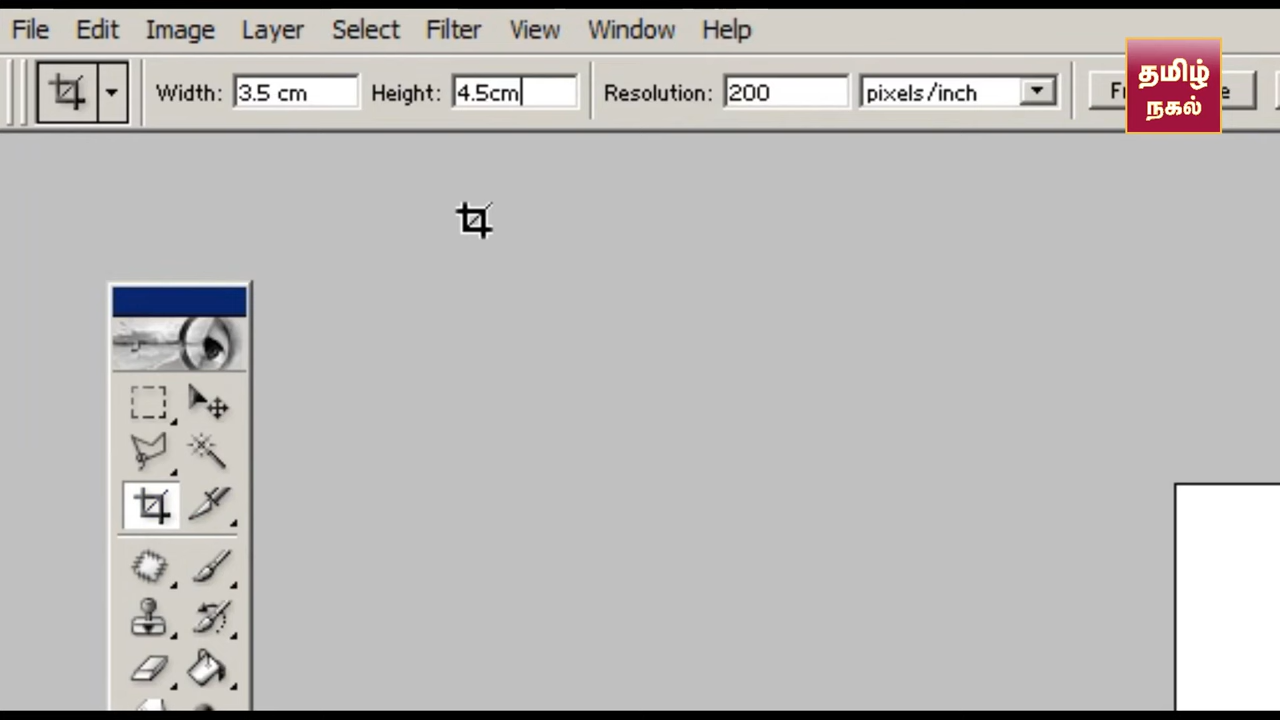 File Edit Image Layer Select Filter View Window Help
Width: 3.5 cm Height: 4.5cm Resolution: 200 pixels/inch
தமிழ்
நகல்